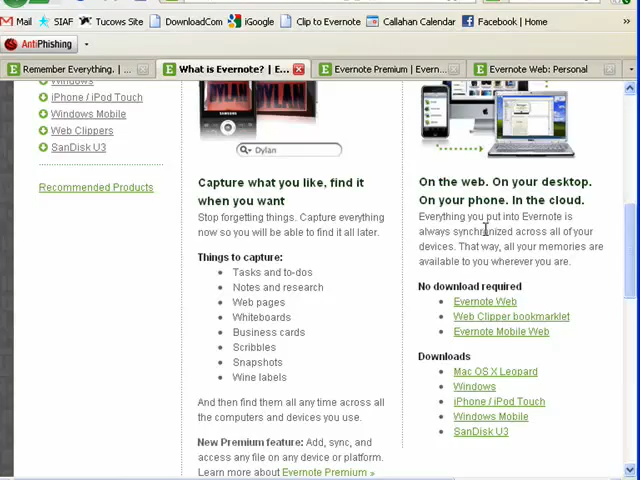 Mail SIAF Tucows Site DownloadCom iGoogle Clip to Evernote Callahan Calendar Facebook | Home
AntiPhishing
Remember Everything. | ... What is Evernote? | E... Evernote Premium | Evern... Evernote Web: Personal
Windows
iPhone / iPod Touch
Windows Mobile
Web Clippers
SanDisk U3
Recommended Products
DYLAN DYLAN
SAMSUNG
Dylan
Capture what you like, find it
when you want
Stop forgetting things. Capture everything
now so you will be able to find it all later.
Things to capture:
Tasks and to-dos
Notes and research
Web pages
Whiteboards
Business cards
Scribbles
Snapshots
Wine labels
And then find them all any time across all
the computers and devices you use.
New Premium feature: Add, sync, and
access any file on any device or platform.
Learn more about Evernote Premium »
On the web. On your desktop.
On your phone. In the cloud.
Everything you put into Evernote is
always synchronized across all of your
devices. That way, all your memories are
available to you wherever you are.
No download required
Evernote Web
Web Clipper bookmarklet
Evernote Mobile Web
Downloads
Mac OS X Leopard
Windows
iPhone / iPod Touch
Windows Mobile
SanDisk U3